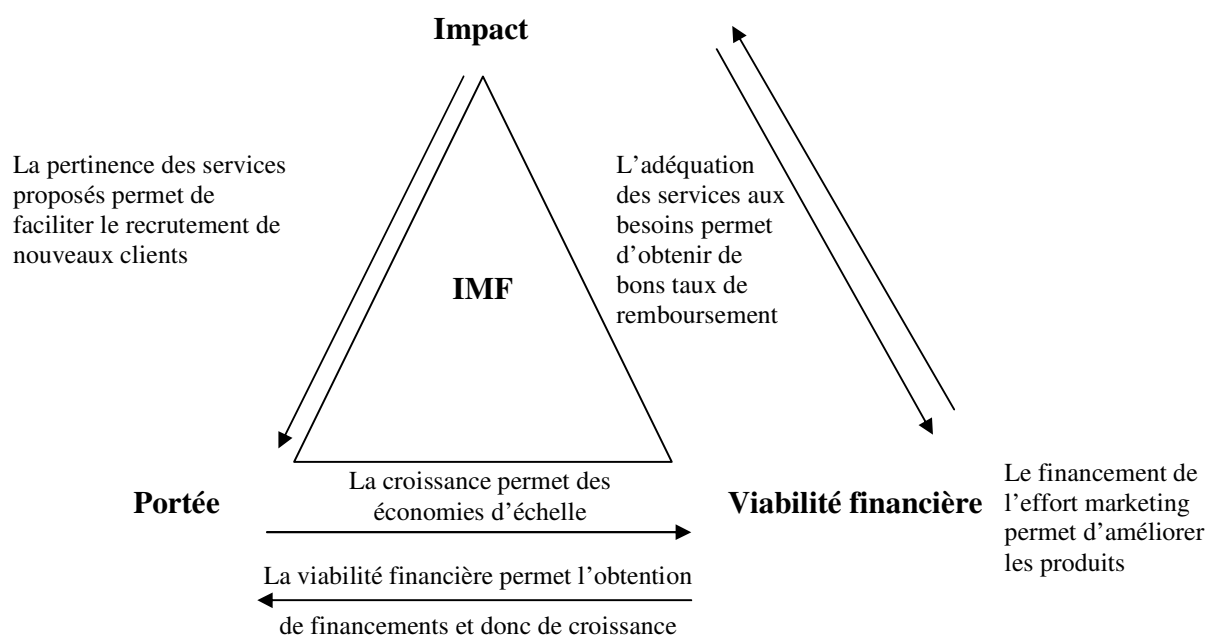 Impact
La pertinence des services
proposés permet de
faciliter le recrutement de
nouveaux clients
L’adéquation
des services aux
besoins permet
d’obtenir de
bons taux de
remboursement
IMF
Portée
La croissance permet des
économies d’échelle
Viabilité financière
Le financement de
l’effort marketing
permet d’améliorer
les produits
La viabilité financière permet l’obtention
de financements et donc de croissance